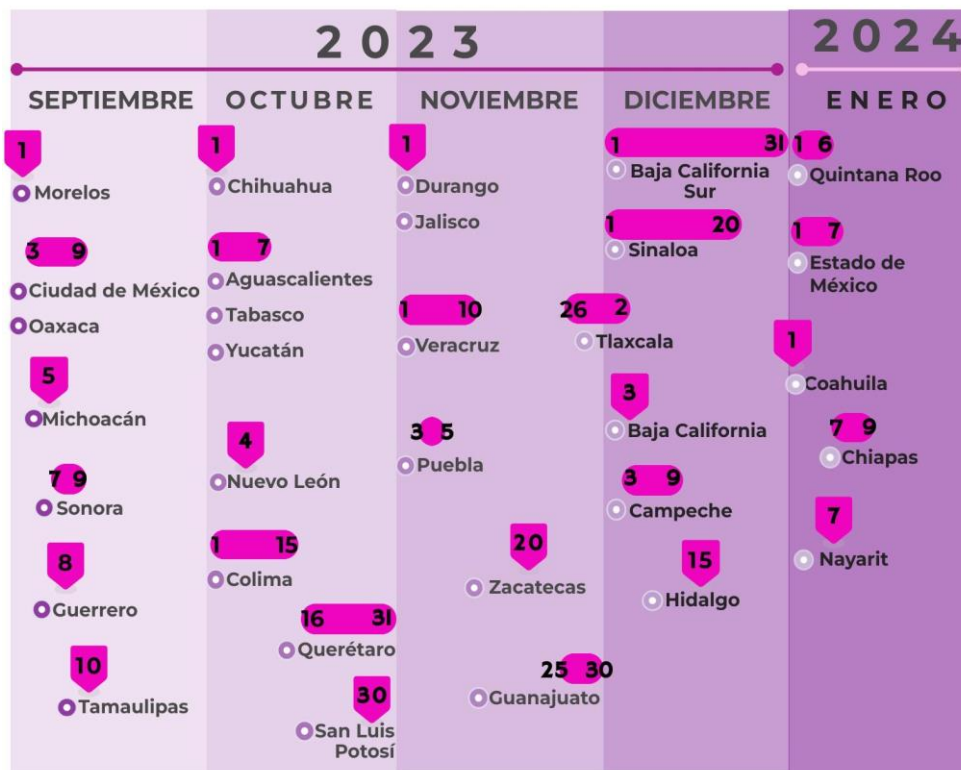 2023
2024
SEPTIEMBRE
1
Morelos
3 9
Ciudad de México
Oaxaca
5
Michoacán
7 9
Sonora
8
Guerrero
10
Tamaulipas
OCTUBRE
1
Chihuahua
1 7
Aguascalientes
Tabasco
Yucatán
4
Nuevo León
1 15
Colima
16 31
Querétaro
30
San Luis
Potosí
NOVIEMBRE
1
Durango
Jalisco
1 10
Veracruz
26 2
Tlaxcala
3 5
Puebla
20
Zacatecas
25 30
Guanajuato
DICIEMBRE
1 31
Baja California
Sur
1 20
Sinaloa
3
Baja California
3 9
Campeche
15
Hidalgo
ENERO
1 6
Quintana Roo
1 7
Estado de
México
1
Coahuila
7 9
Chiapas
7
Nayarit